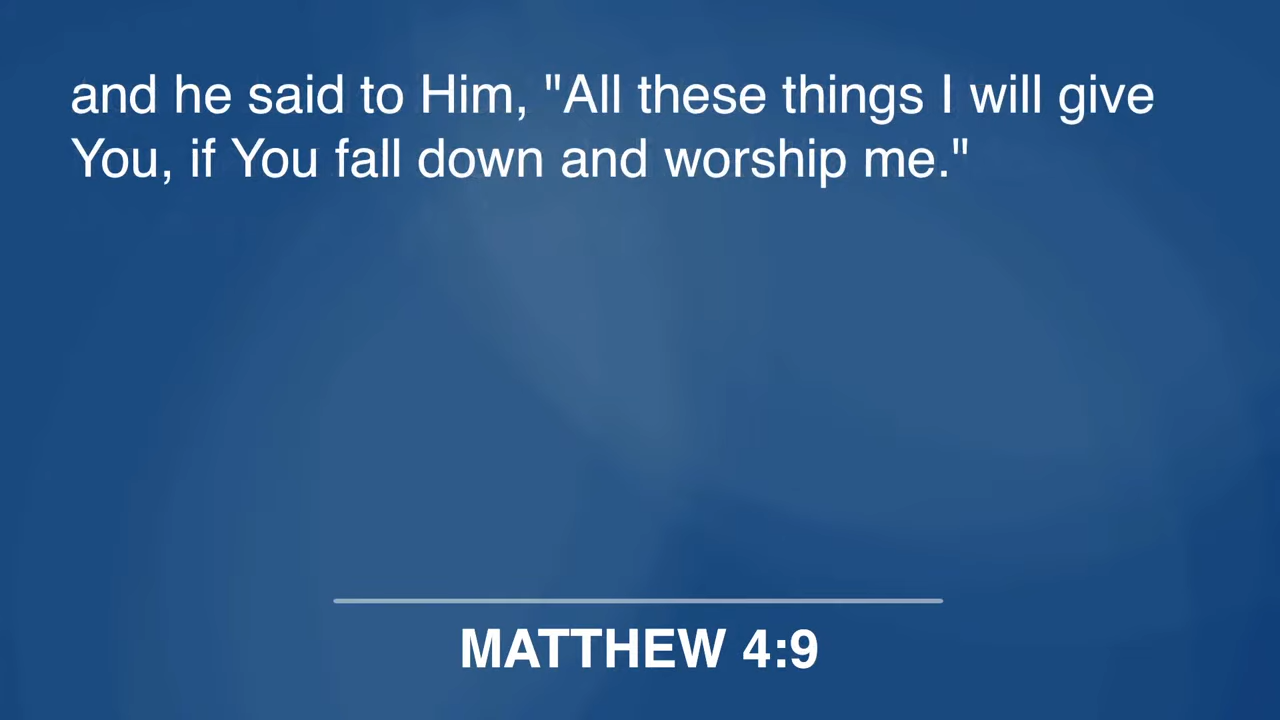 and he said to Him, "All these things I will give
You, if You fall down and worship me."
MATTHEW 4:9